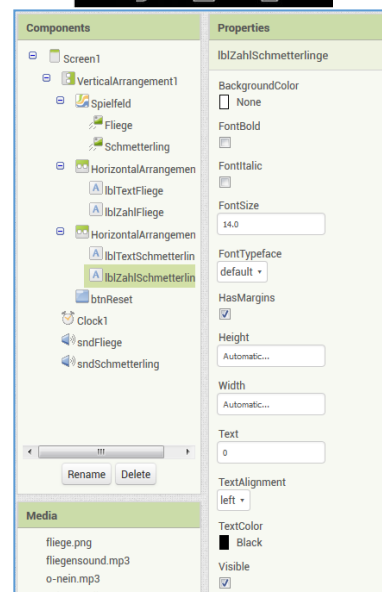 Components
Screen1
VerticalArrangement1
Spielfeld
Fliege
Schmetterling
HorizontalArrangemen
lblTextFliege
lblZahlFliege
HorizontalArrangemen
lblTextSchmetterlin
lblZahlSchmetterlin
btnReset
Clock1
sndFliege
sndSchmetterling
Rename Delete
Media
fliege.png
fliegensound.mp3
o-nein.mp3
Properties
lblZahlSchmetterlinge
BackgroundColor
None
FontBold
FontItalic
FontSize
14.0
FontTypeface
default
HasMargins
Height
Automatic...
Width
Automatic...
Text
0
TextAlignment
left
TextColor
Black
Visible